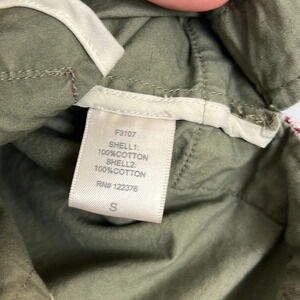 F3107
SHELL1:
100%COTTON
SHELL2:
100%COTTON
RN# 122376
S